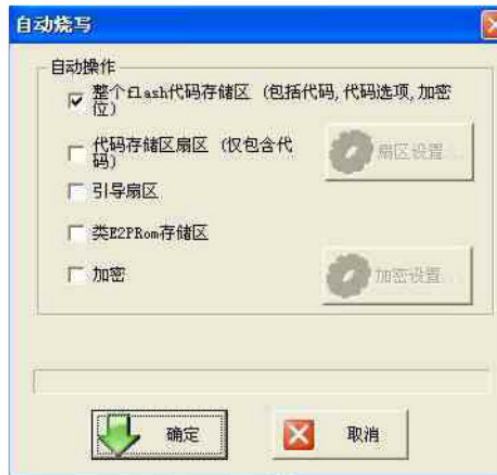 自动烧写
自动操作
整个flash代码存储区 (包括代码,代码选项,加密
位)
代码存储区扇区 (仅包含代
码)
扇区设置...
引导扇区
类E2PRom存储区
加密
加密设置...
确定
取消